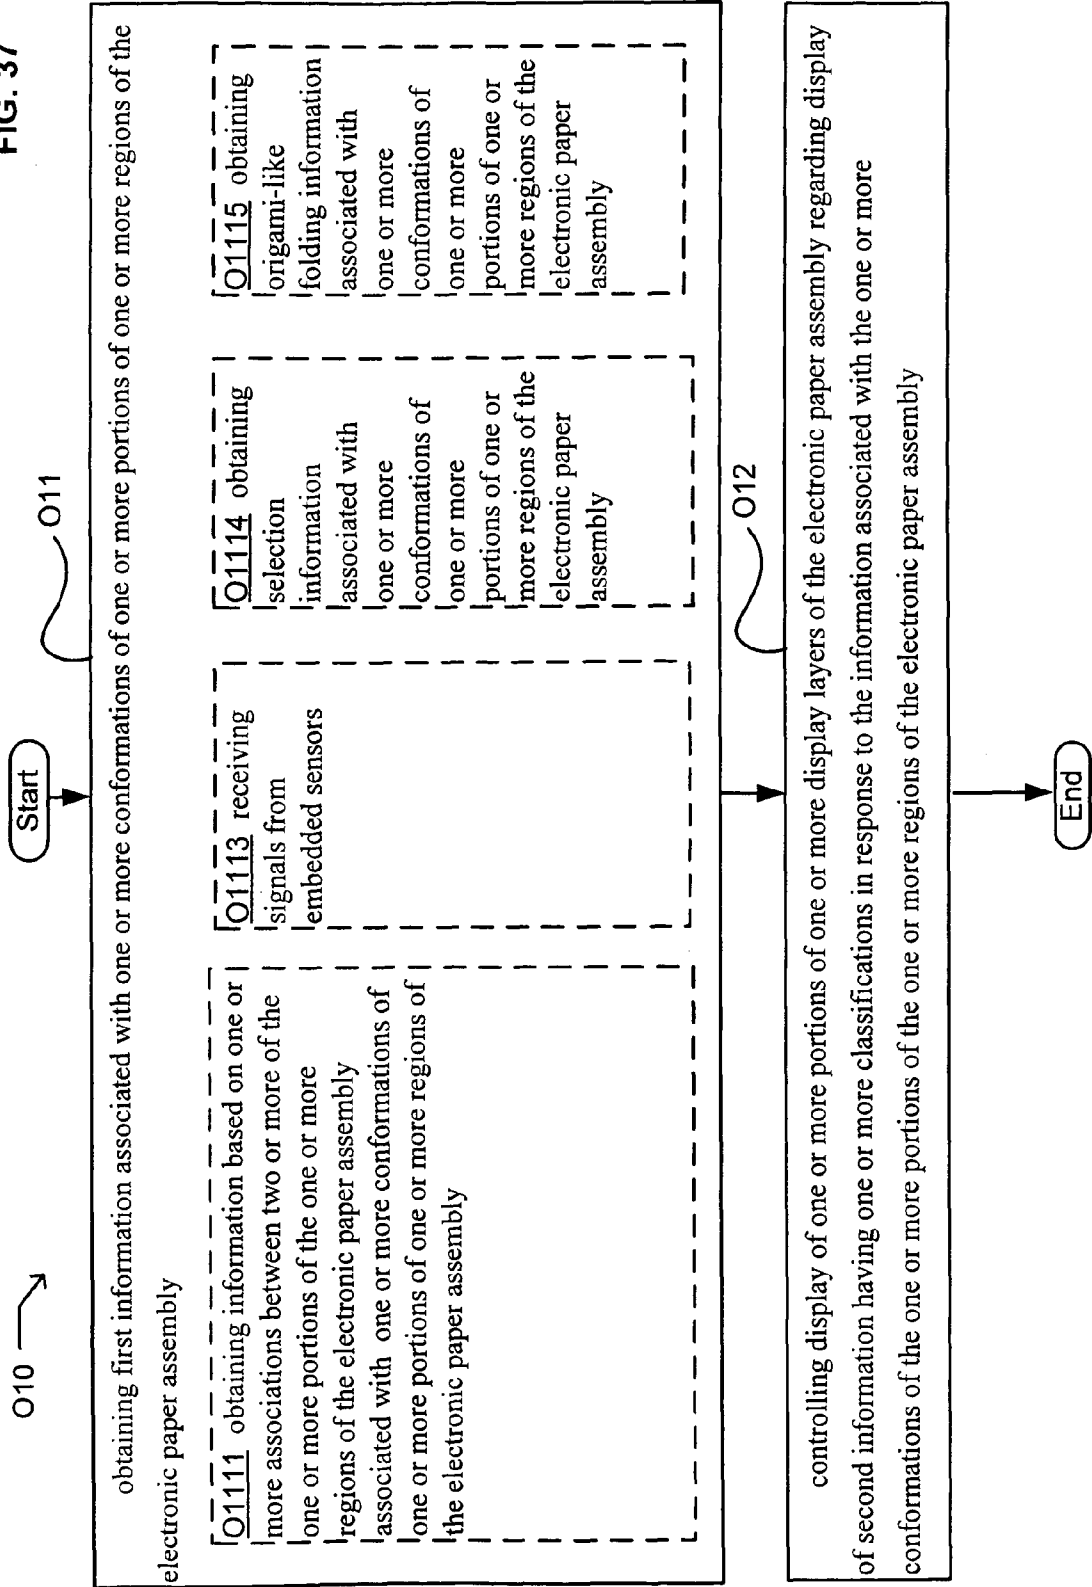 FIG. 37
O10
Start
O11
obtaining first information associated with one or more conformations of one or more portions of one or more regions of the
electronic paper assembly
O1111 obtaining information based on one or
more associations between two or more of the
one or more portions of the one or more
regions of the electronic paper assembly
associated with one or more conformations of
one or more portions of one or more regions of
the electronic paper assembly
O1113 receiving
signals from
embedded sensors
O1114 obtaining
selection
information
associated with
one or more
conformations of
one or more
portions of one or
more regions of the
electronic paper
assembly
O1115 obtaining
origami-like
folding information
associated with
one or more
conformations of
one or more
portions of one or
more regions of the
electronic paper
assembly
O12
controlling display of one or more portions of one or more display layers of the electronic paper assembly regarding display
of second information having one or more classifications in response to the information associated with the one or more
conformations of the one or more portions of the one or more regions of the electronic paper assembly
End